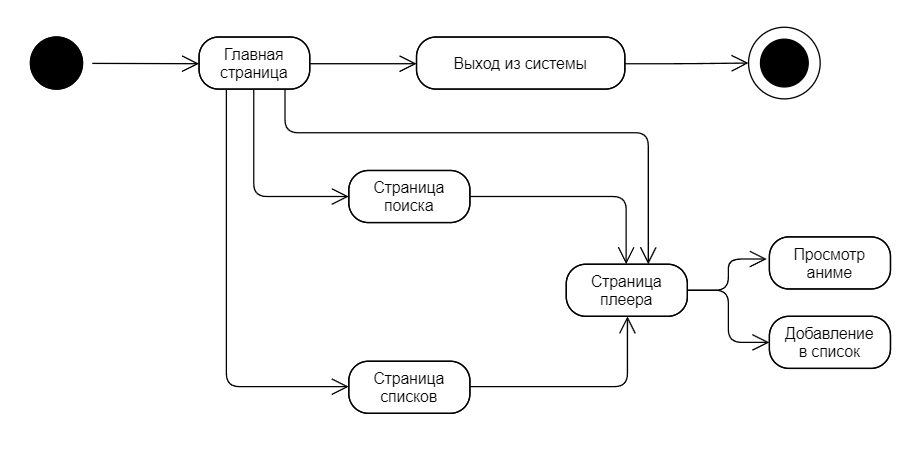 Главная
страница
Выход из системы
Страница
поиска
Страница
плеера
Просмотр
аниме
Добавление
в список
Страница
списков